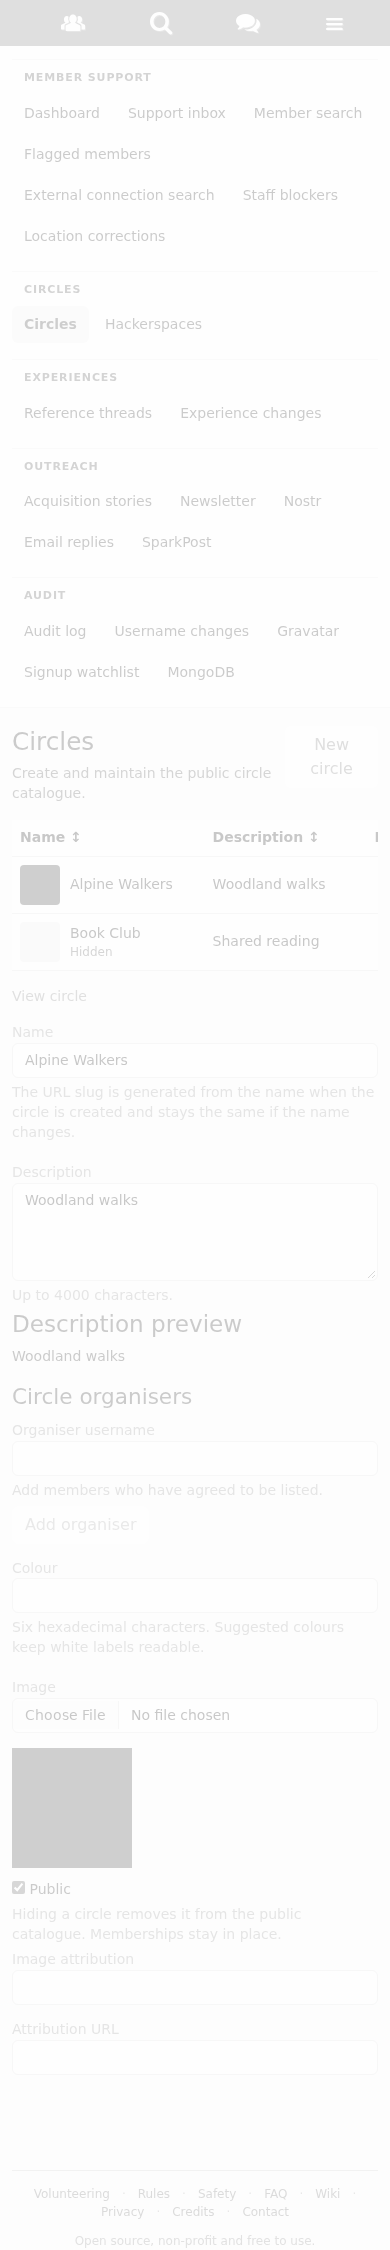 MEMBER SUPPORT
Dashboard Support inbox Member search
Flagged members
External connection search Staff blockers
Location corrections
CIRCLES
Circles Hackerspaces
EXPERIENCES
Reference threads Experience changes
OUTREACH
Acquisition stories Newsletter Nostr
Email replies SparkPost
AUDIT
Audit log Username changes Gravatar
Signup watchlist MongoDB
Circles
New circle
Create and maintain the public circle
catalogue.
Name ↕ Description ↕
Alpine Walkers Woodland walks
Book Club
Hidden
Shared reading
View circle
Name
Alpine Walkers
The URL slug is generated from the name when the
circle is created and stays the same if the name
changes.
Description
Woodland walks
Up to 4000 characters.
Description preview
Woodland walks
Circle organisers
Organiser username
Add members who have agreed to be listed.
Add organiser
Colour
Six hexadecimal characters. Suggested colours
keep white labels readable.
Image
Choose File No file chosen
Public
Hiding a circle removes it from the public
catalogue. Memberships stay in place.
Image attribution
Attribution URL
Volunteering · Rules · Safety · FAQ · Wiki ·
Privacy · Credits · Contact
Open source, non-profit and free to use.